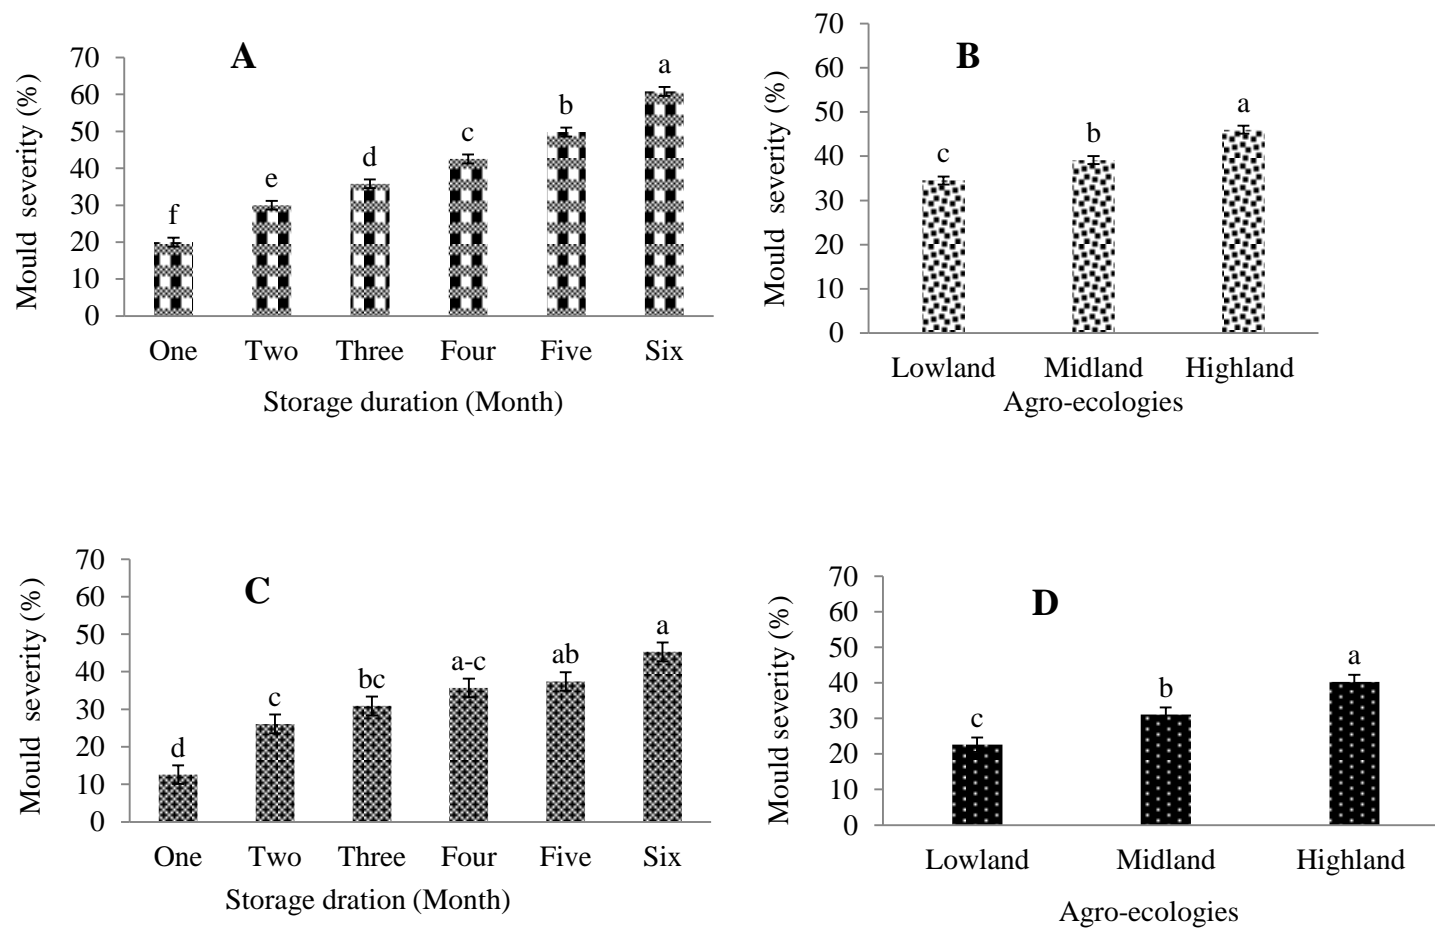 A
Mould severity (%)
70
60
50
40
30
20
10
0
f
e
d
c
b
a
One Two Three Four Five Six
Storage duration (Month)
B
Mould severity (%)
70
60
50
40
30
20
10
0
c
b
a
Lowland Midland Highland
Agro-ecologies
C
Mould severity (%)
70
60
50
40
30
20
10
0
d
c
bc
a-c
ab
a
One Two Three Four Five Six
Storage dration (Month)
D
Mould severity (%)
70
60
50
40
30
20
10
0
c
b
a
Lowland Midland Highland
Agro-ecologies